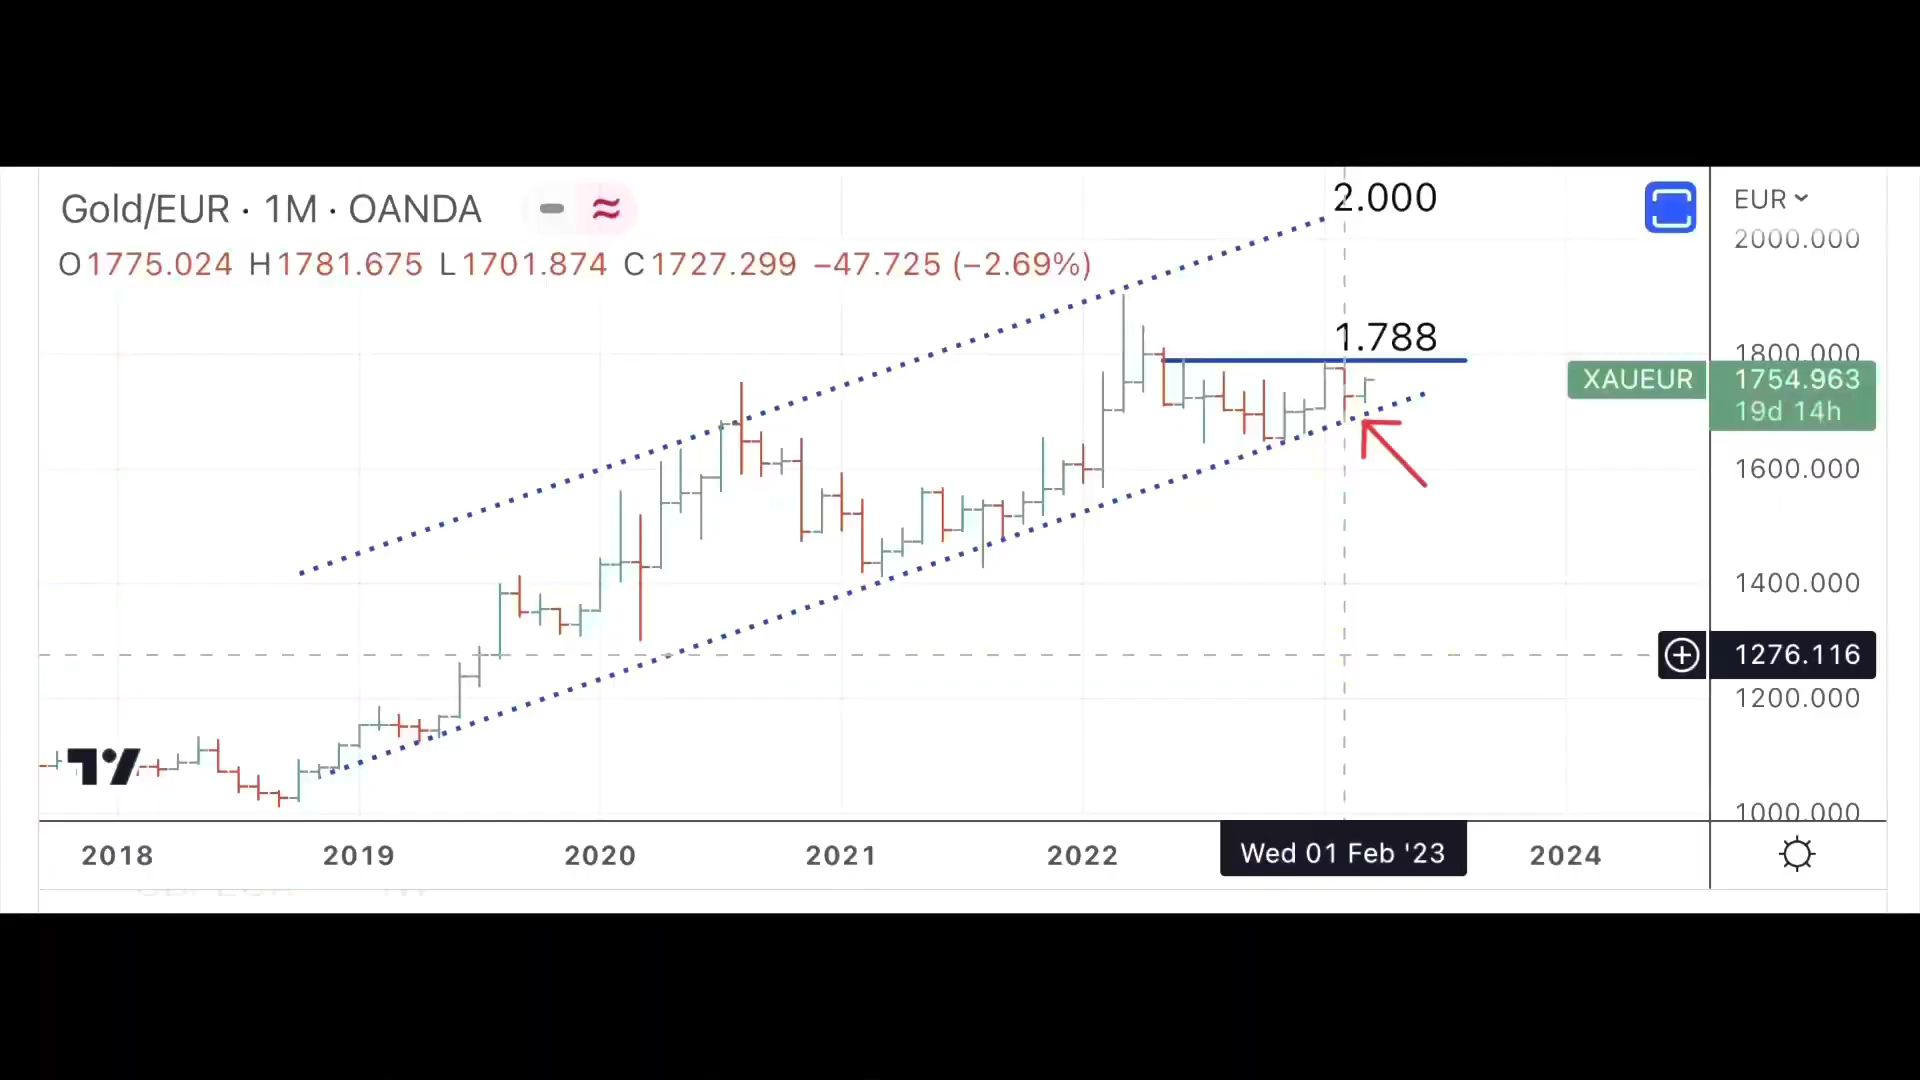 Gold/EUR · 1M · OANDA
O1775.024 H1781.675 L1701.874 C1727.299 −47.725 (−2.69%)
2.000
1.788
EUR
2000.000
1800.000
XAUEUR 1754.963
19d 14h
1600.000
1400.000
1276.116
1200.000
1000.000
2018 2019 2020 2021 2022 Wed 01 Feb '23 2024